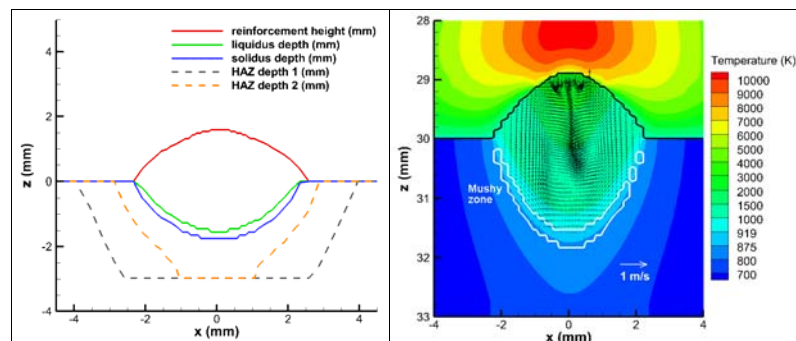 reinforcement height (mm)
liquidus depth (mm)
solidus depth (mm)
HAZ depth 1 (mm)
HAZ depth 2 (mm)
4
2
0
-2
-4
z (mm)
-4
-2
0
2
4
x (mm)
28
29
30
31
32
33
z (mm)
-4
-2
0
2
4
x (mm)
Mushy
zone
1 m/s
Temperature (K)
10000
9000
8000
7000
6000
5000
4000
3000
2000
1500
1000
919
875
800
700